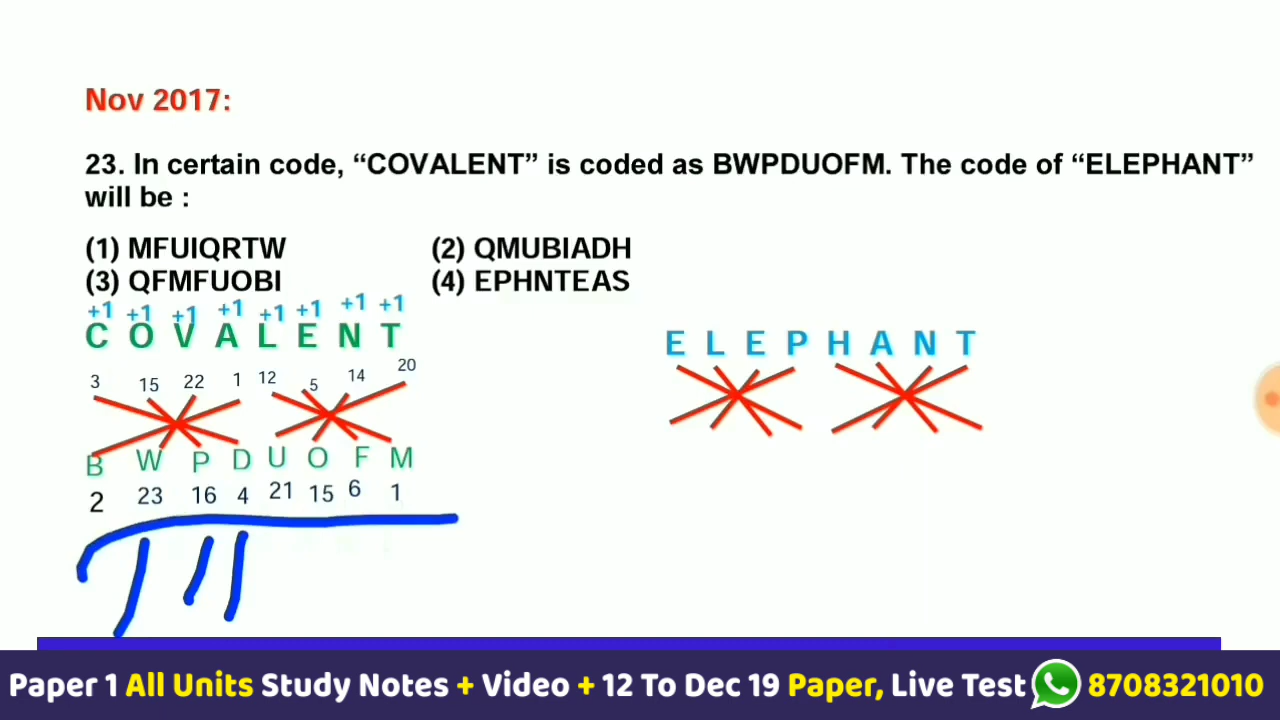 Nov 2017:
23. In certain code, “COVALENT” is coded as BWPDUOFM. The code of “ELEPHANT”
will be :
(1) MFUIQRTW (2) QMUBIADH
(3) QFMFUOBI (4) EPHNTEAS
+1 +1 +1 +1 +1 +1 +1 +1
C O V A L E N T
E L E P H A N T
3 15 22 1 12 5 14 20
B W P D U O F M
2 23 16 4 21 15 6 1
Paper 1 All Units Study Notes + Video + 12 To Dec 19 Paper, Live Test 8708321010